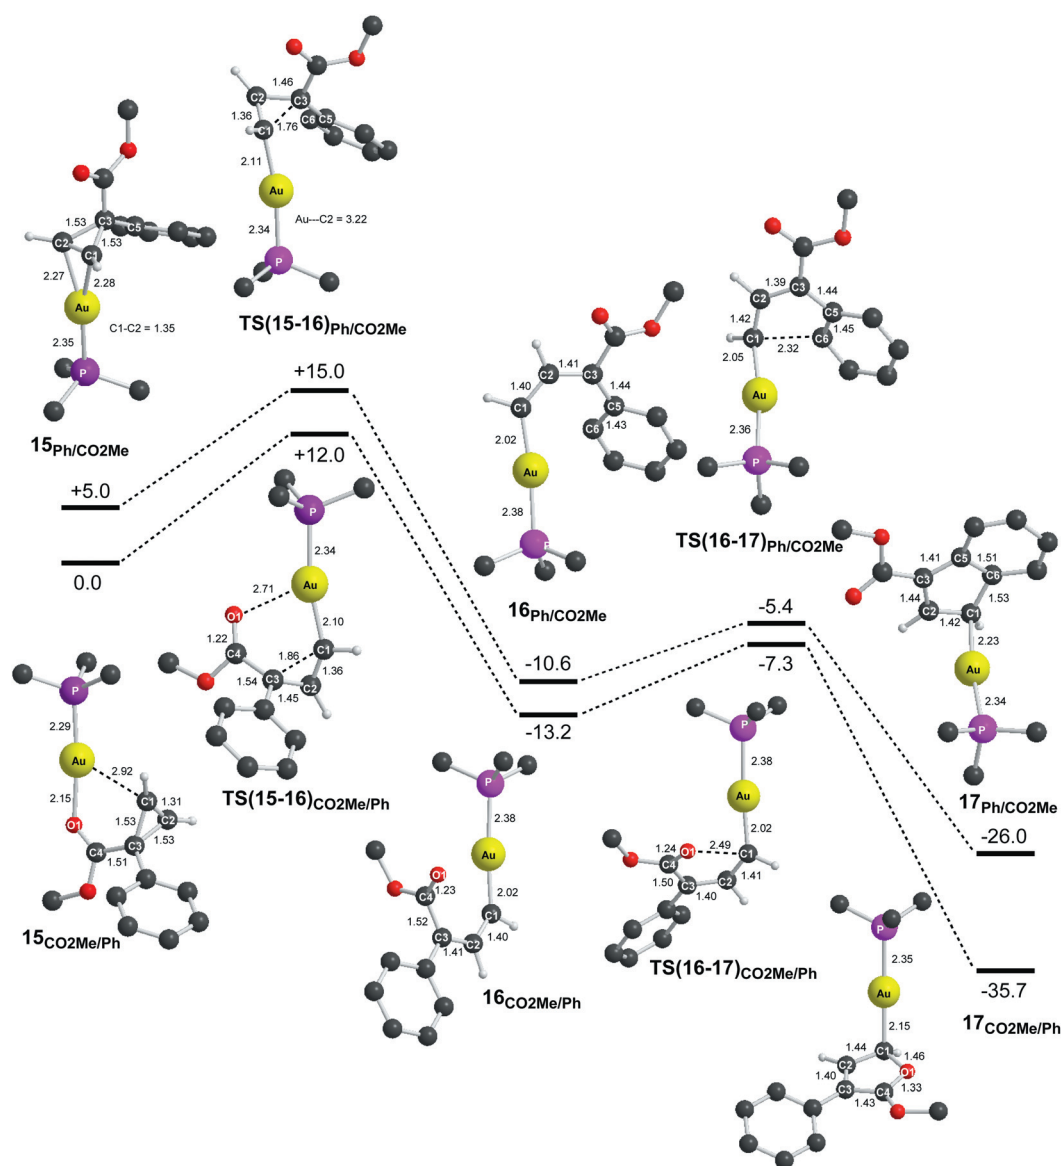 1.46
C2
C3
1.36
C1
1.76
C6
C5
2.11
Au
Au---C2 = 3.22
2.34
P
TS(15-16)Ph/CO2Me
1.53
C3
C5
C2
1.53
C1
2.27
2.28
Au
C1-C2 = 1.35
2.35
P
15Ph/CO2Me
1.39
C3
C2
1.44
1.42
C5
1.45
C1
2.32
C6
2.05
Au
2.36
P
TS(16-17)Ph/CO2Me
1.41
C2
C3
1.40
1.44
C1
C5
C6
1.43
2.02
Au
2.38
P
16Ph/CO2Me
+15.0
+12.0
+5.0
0.0
-10.6
-13.2
-5.4
-7.3
-26.0
-35.7
1.41
C5
1.51
C3
C6
1.44
1.53
C2
C1
1.42
2.23
Au
2.34
P
17Ph/CO2Me
P
2.34
Au
2.71
O1
2.10
1.22
C4
C1
1.86
1.36
1.54
C3
C2
1.45
TS(15-16)CO2Me/Ph
P
2.29
Au
2.92
2.15
C1
1.31
O1
1.53
C2
C4
C3
1.53
1.51
15CO2Me/Ph
P
2.38
Au
O1
1.23
C4
2.02
1.52
C1
C3
1.40
C2
1.41
16CO2Me/Ph
P
2.38
Au
2.02
1.24
O1
2.49
C1
C4
1.41
1.50
C3
C2
1.40
TS(16-17)CO2Me/Ph
P
2.35
Au
2.15
C1
1.44
1.46
C2
O1
1.40
1.33
C3
C4
1.43
17CO2Me/Ph